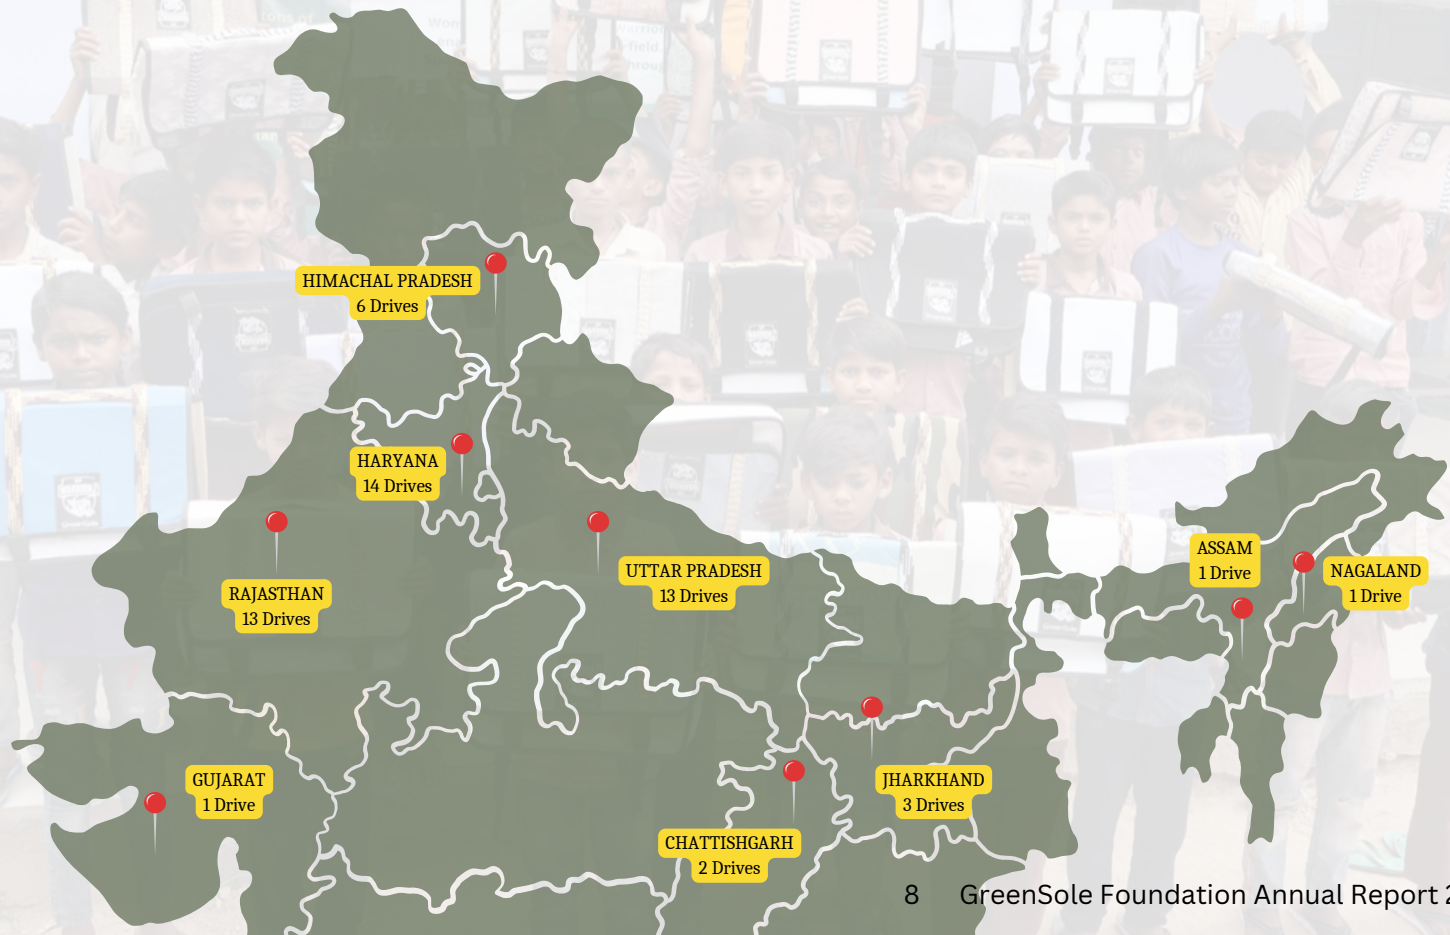 HIMACHAL PRADESH
6 Drives
HARYANA
14 Drives
RAJASTHAN
13 Drives
UTTAR PRADESH
13 Drives
ASSAM
1 Drive
NAGALAND
1 Drive
GUJARAT
1 Drive
JHARKHAND
3 Drives
CHATTISHGARH
2 Drives
8 GreenSole Foundation Annual Report 2